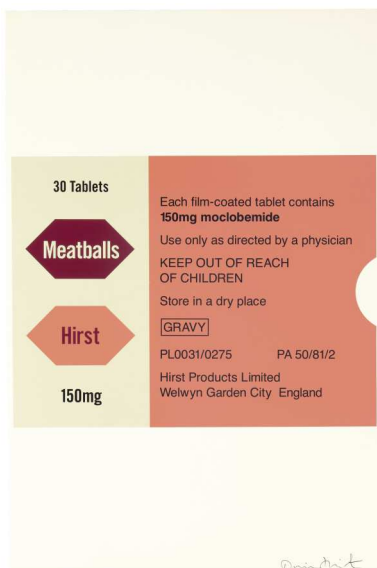 30 Tablets
Meatballs
Hirst
150mg
Each film-coated tablet contains
150mg moclobemide
Use only as directed by a physician
KEEP OUT OF REACH
OF CHILDREN
Store in a dry place
GRAVY
PL0031/0275 PA 50/81/2
Hirst Products Limited
Welwyn Garden City England